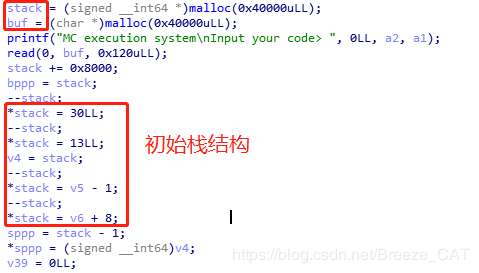 stack = (signed __int64 *)malloc(0x40000uLL);
buf = (char *)malloc(0x40000uLL);
printf("MC execution system\nInput your code> ", 0LL, a2, a1);
read(0, buf, 0x120uLL);
stack += 0x8000;
bppp = stack;
--stack;
*stack = 30LL;
--stack;
*stack = 13LL;
v4 = stack;
--stack;
*stack = v5 - 1;
--stack;
*stack = v6 + 8;
sppp = stack - 1;
*sppp = (signed __int64)v4;
v39 = 0LL;
初始栈结构
https://blog.csdn.net/Breeze_CAT